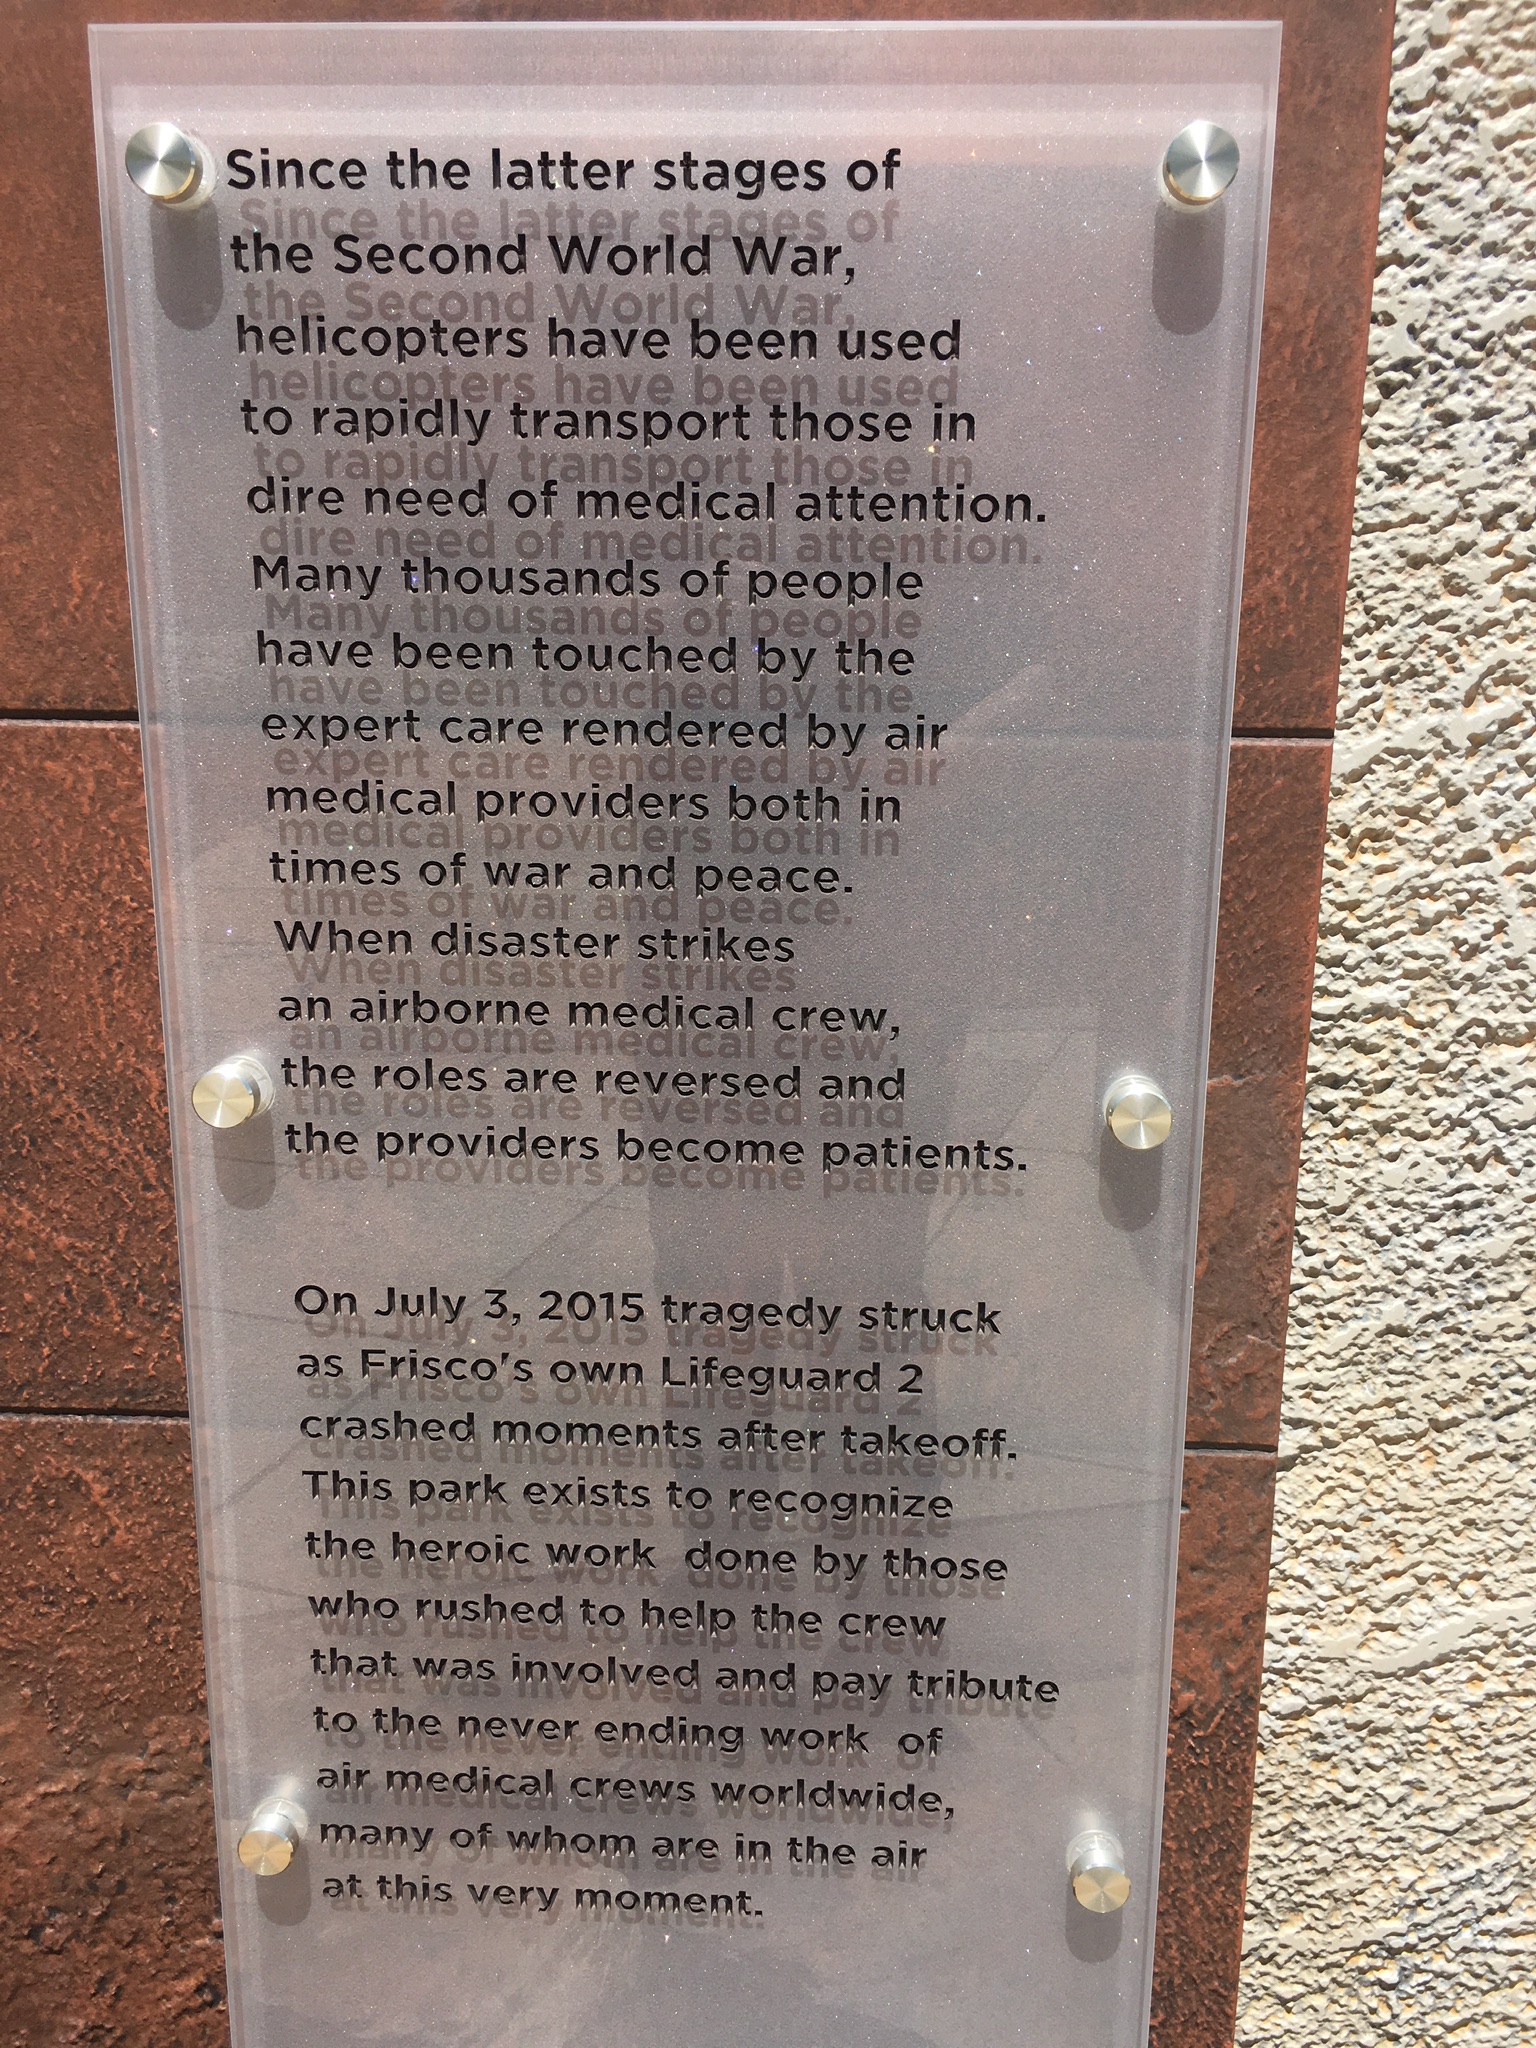 Since the latter stages of
the Second World War,
helicopters have been used
to rapidly transport those in
dire need of medical attention.
Many thousands of people
have been touched by the
expert care rendered by air
medical providers both in
times of war and peace.
When disaster strikes
an airborne medical crew,
the roles are reversed and
the providers become patients.
On July 3, 2015 tragedy struck
as Frisco's own Lifeguard 2
crashed moments after takeoff.
This park exists to recognize
the heroic work done by those
who rushed to help the crew
that was involved and pay tribute
to the never ending work of
air medical crews worldwide,
many of whom are in the air
at this very moment.